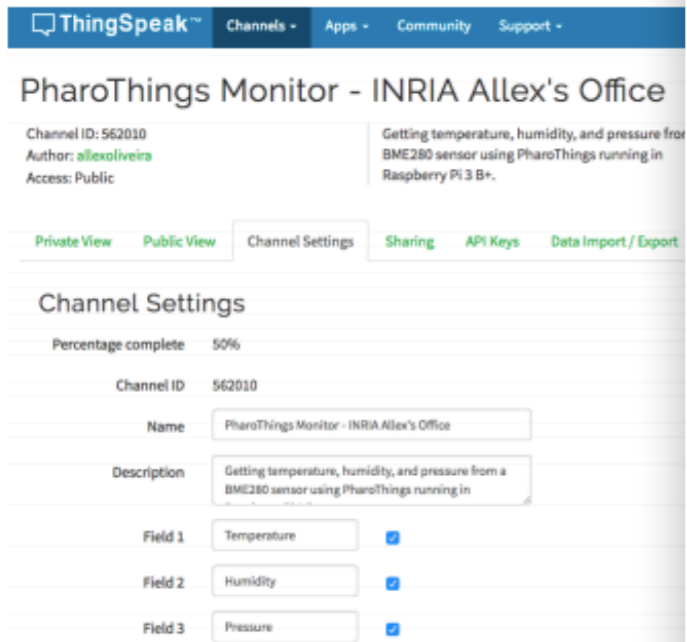 ThingSpeak™ Channels Apps Community Support
PharoThings Monitor - INRIA Allex's Office
Channel ID: 562010
Author: allexoliveira
Access: Public
Getting temperature, humidity, and pressure from
BME280 sensor using PharoThings running in
Raspberry Pi 3 B+.
Private View Public View Channel Settings Sharing API Keys Data Import / Export
Channel Settings
Percentage complete 50%
Channel ID 562010
Name PharoThings Monitor - INRIA Allex's Office
Description Getting temperature, humidity, and pressure from a
BME280 sensor using PharoThings running in
Field 1 Temperature
Field 2 Humidity
Field 3 Pressure